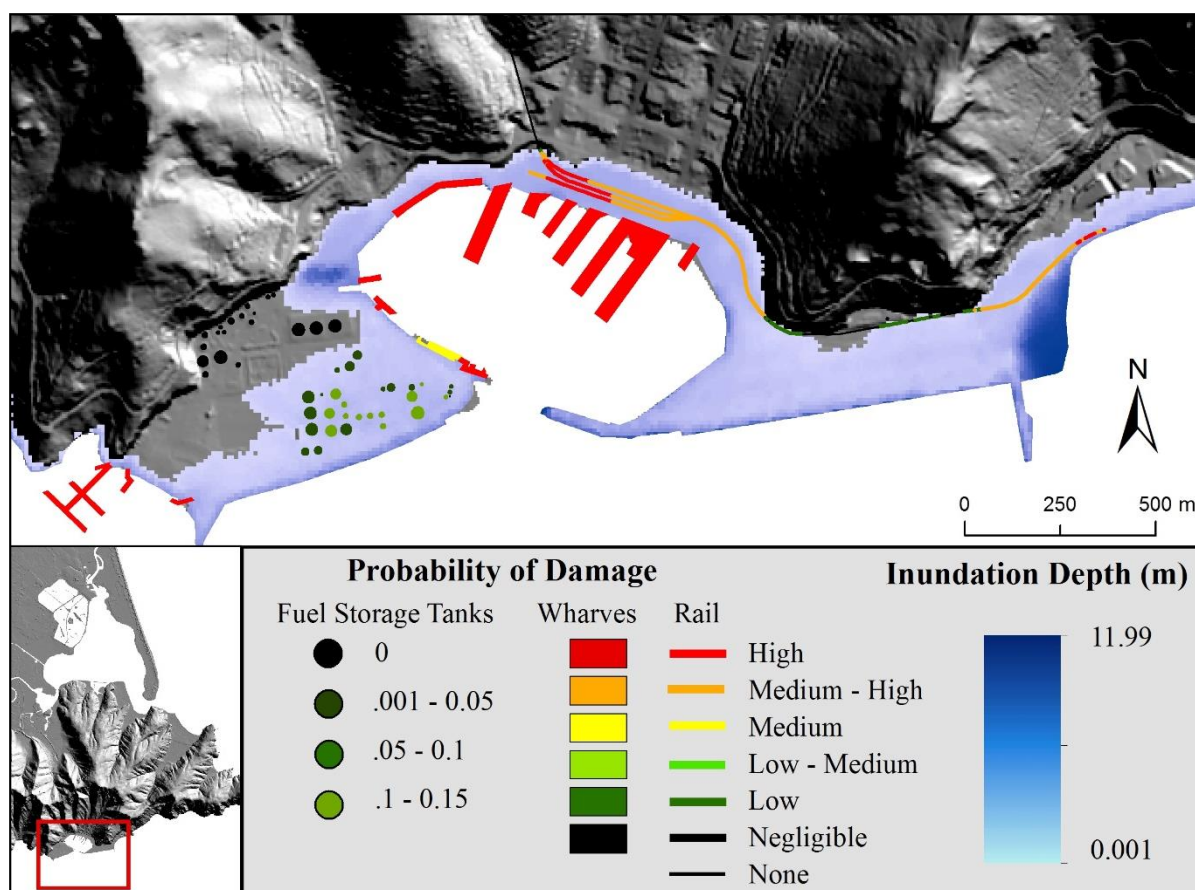 N
0 250 500 m
Probability of Damage
Fuel Storage Tanks
0
.001 - 0.05
.05 - 0.1
.1 - 0.15
Wharves Rail
High
Medium - High
Medium
Low - Medium
Low
Negligible
None
Inundation Depth (m)
11.99
0.001